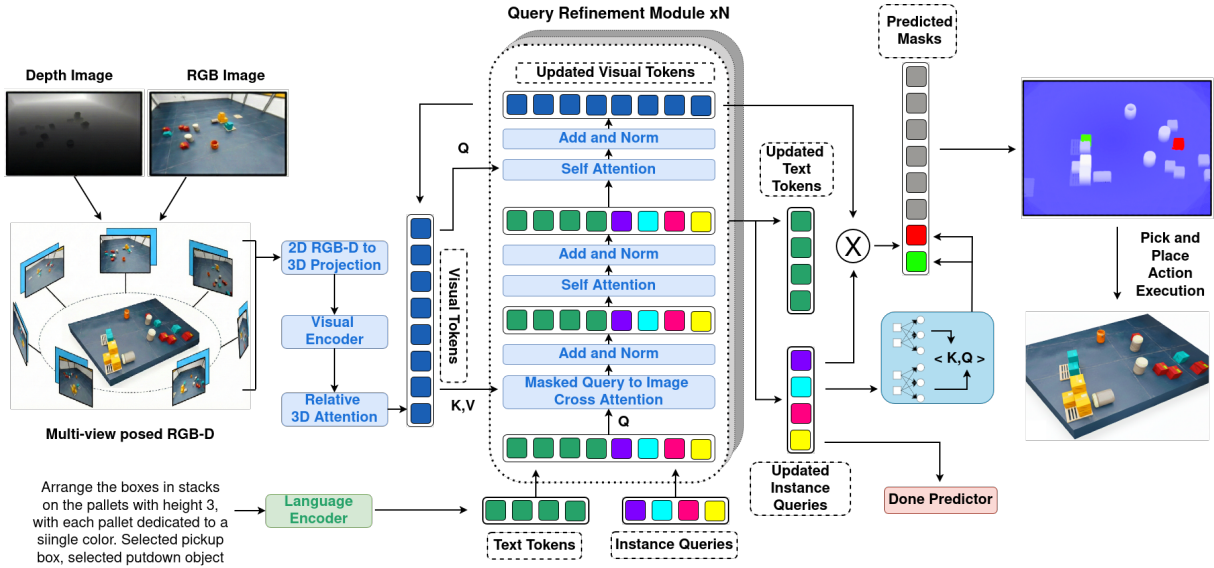 Query Refinement Module xN
Depth Image
RGB Image
Multi-view posed RGB-D
Arrange the boxes in stacks
on the pallets with height 3,
with each pallet dedicated to a
siingle color. Selected pickup
box, selected putdown object
2D RGB-D to
3D Projection
Visual
Encoder
Relative
3D Attention
Language
Encoder
Visual Tokens
Q
K,V
Updated Visual Tokens
Add and Norm
Self Attention
Add and Norm
Self Attention
Add and Norm
Masked Query to Image
Cross Attention
Q
Text Tokens
Instance Queries
Updated
Text
Tokens
Updated
Instance
Queries
Predicted
Masks
X
< K,Q >
Done Predictor
Pick and
Place
Action
Execution